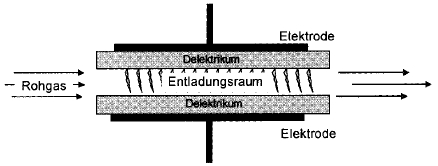 Elektrode
Delektrikum
Rohgas
Entladungsraum
Delektrikum
Elektrode